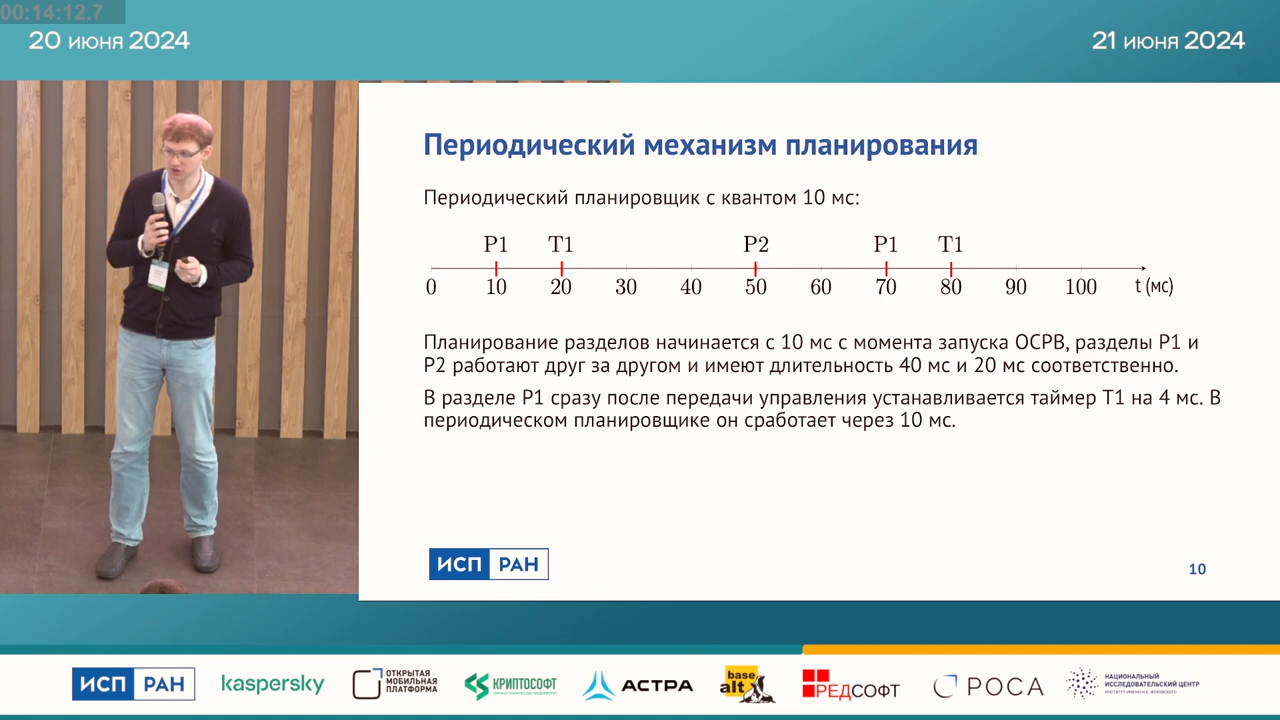 00:14:12.7
20 июня 2024
21 июня 2024
Периодический механизм планирования
Периодический планировщик с квантом 10 мс:
P1 T1 P2 P1 T1
0 10 20 30 40 50 60 70 80 90 100 t (мс)
Планирование разделов начинается с 10 мс с момента запуска ОСРВ, разделы P1 и
P2 работают друг за другом и имеют длительность 40 мс и 20 мс соответственно.
В разделе P1 сразу после передачи управления устанавливается таймер T1 на 4 мс. В
периодическом планировщике он сработает через 10 мс.
ИСП РАН
10
ИСП РАН
kaspersky
ОТКРЫТАЯ
МОБИЛЬНАЯ
ПЛАТФОРМА
КРИПТОСОФТ
АСТРА
base
alt
РЕДСОФТ
РОСА
НАЦИОНАЛЬНЫЙ
ИССЛЕДОВАТЕЛЬСКИЙ ЦЕНТР